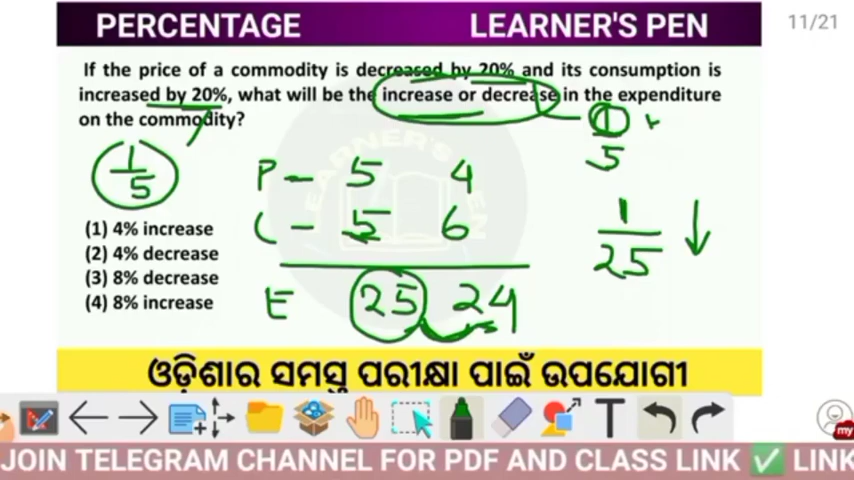 PERCENTAGE LEARNER'S PEN
11/21
If the price of a commodity is decreased by 20% and its consumption is
increased by 20%, what will be the increase or decrease in the expenditure
on the commodity?
1/5
1/5
P - 5 4
C - 5 6
E 25 24
1/25 ↓
(1) 4% increase
(2) 4% decrease
(3) 8% decrease
(4) 8% increase
ଓଡ଼ିଶାର ସମସ୍ତ ପରୀକ୍ଷା ପାଇଁ ଉପଯୋଗୀ
T
my
JOIN TELEGRAM CHANNEL FOR PDF AND CLASS LINK ✅ LINK